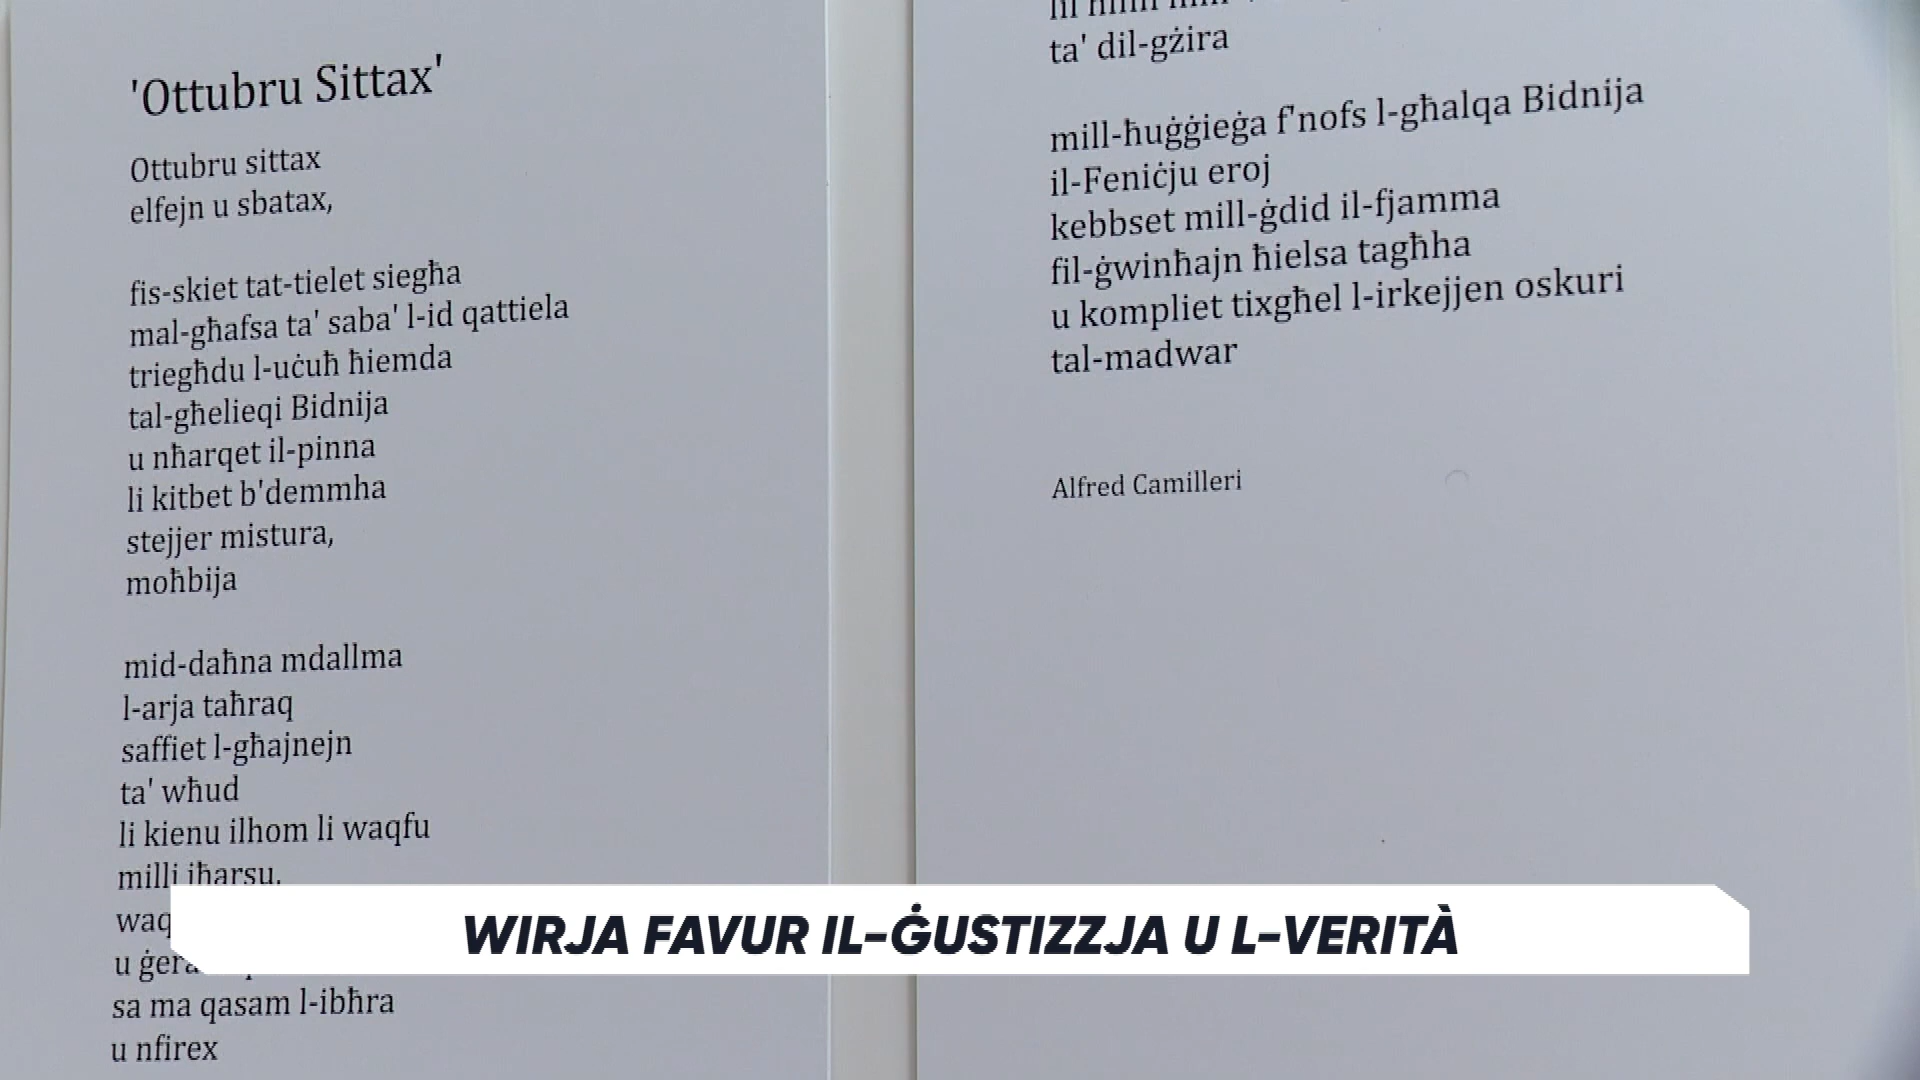 'Ottubru Sittax'
Ottubru sittax
elfejn u sbatax,
fis-skiet tat-tielet siegħa
mal-għafsa ta' saba' l-id qattiela
triegħdu l-uċuħ ħiemda
tal-għelieqi Bidnija
u nħarqet il-pinna
li kitbet b'demmha
stejjer mistura,
moħbija
mid-daħna mdallma
l-arja taħraq
saffiet l-għajnejn
ta' wħud
li kienu ilhom li waqfu
milli iħarsu.
u
sa ma qasam l-ibħra
u nfirex
ta' dil-gżira
mill-ħuġġieġa f'nofs l-għalqa Bidnija
il-Feniċju eroj
kebbset mill-ġdid il-fjamma
fil-ġwinħajn ħielsa tagħha
u kompliet tixgħel l-irkejjen oskuri
tal-madwar
Alfred Camilleri
WIRJA FAVUR IL-ĠUSTIZZJA U L-VERITÀ